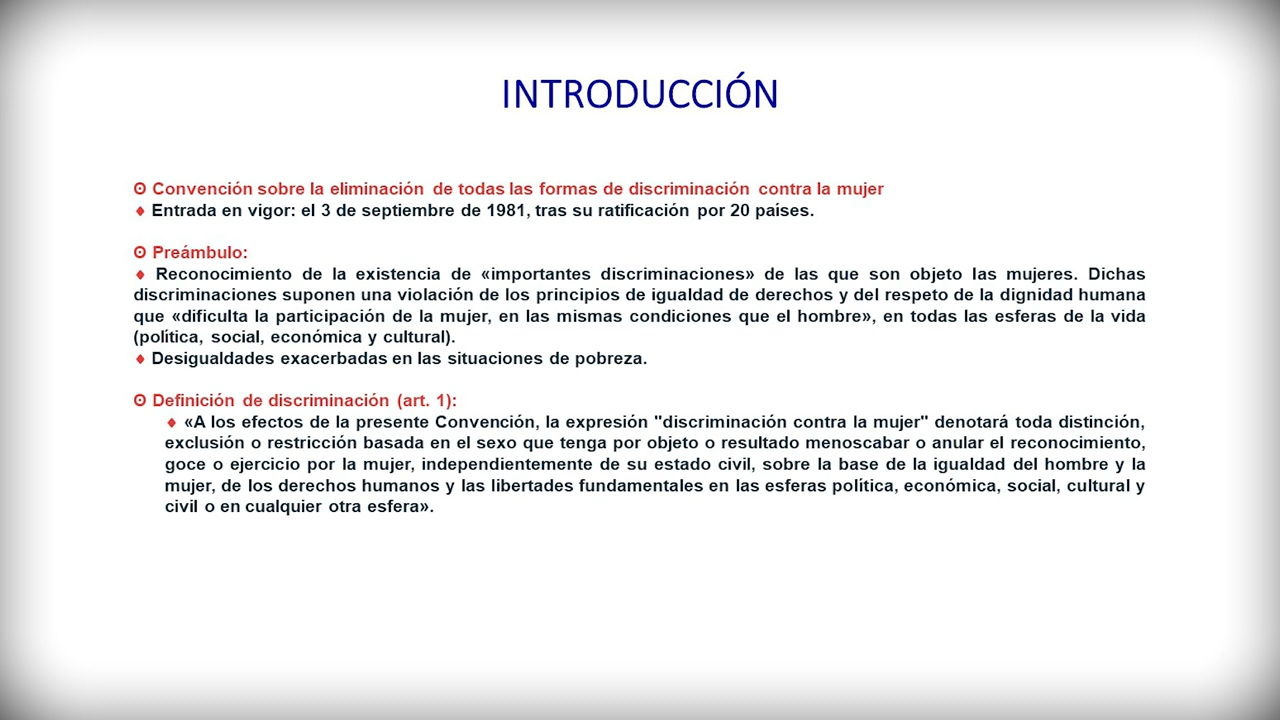 INTRODUCCIÓN
ʘ Convención sobre la eliminación de todas las formas de discriminación contra la mujer
♦ Entrada en vigor: el 3 de septiembre de 1981, tras su ratificación por 20 países.
ʘ Preámbulo:
♦ Reconocimiento de la existencia de «importantes discriminaciones» de las que son objeto las mujeres. Dichas
discriminaciones suponen una violación de los principios de igualdad de derechos y del respeto de la dignidad humana
que «dificulta la participación de la mujer, en las mismas condiciones que el hombre», en todas las esferas de la vida
(política, social, económica y cultural).
♦ Desigualdades exacerbadas en las situaciones de pobreza.
ʘ Definición de discriminación (art. 1):
♦ «A los efectos de la presente Convención, la expresión "discriminación contra la mujer" denotará toda distinción,
exclusión o restricción basada en el sexo que tenga por objeto o resultado menoscabar o anular el reconocimiento,
goce o ejercicio por la mujer, independientemente de su estado civil, sobre la base de la igualdad del hombre y la
mujer, de los derechos humanos y las libertades fundamentales en las esferas política, económica, social, cultural y
civil o en cualquier otra esfera».